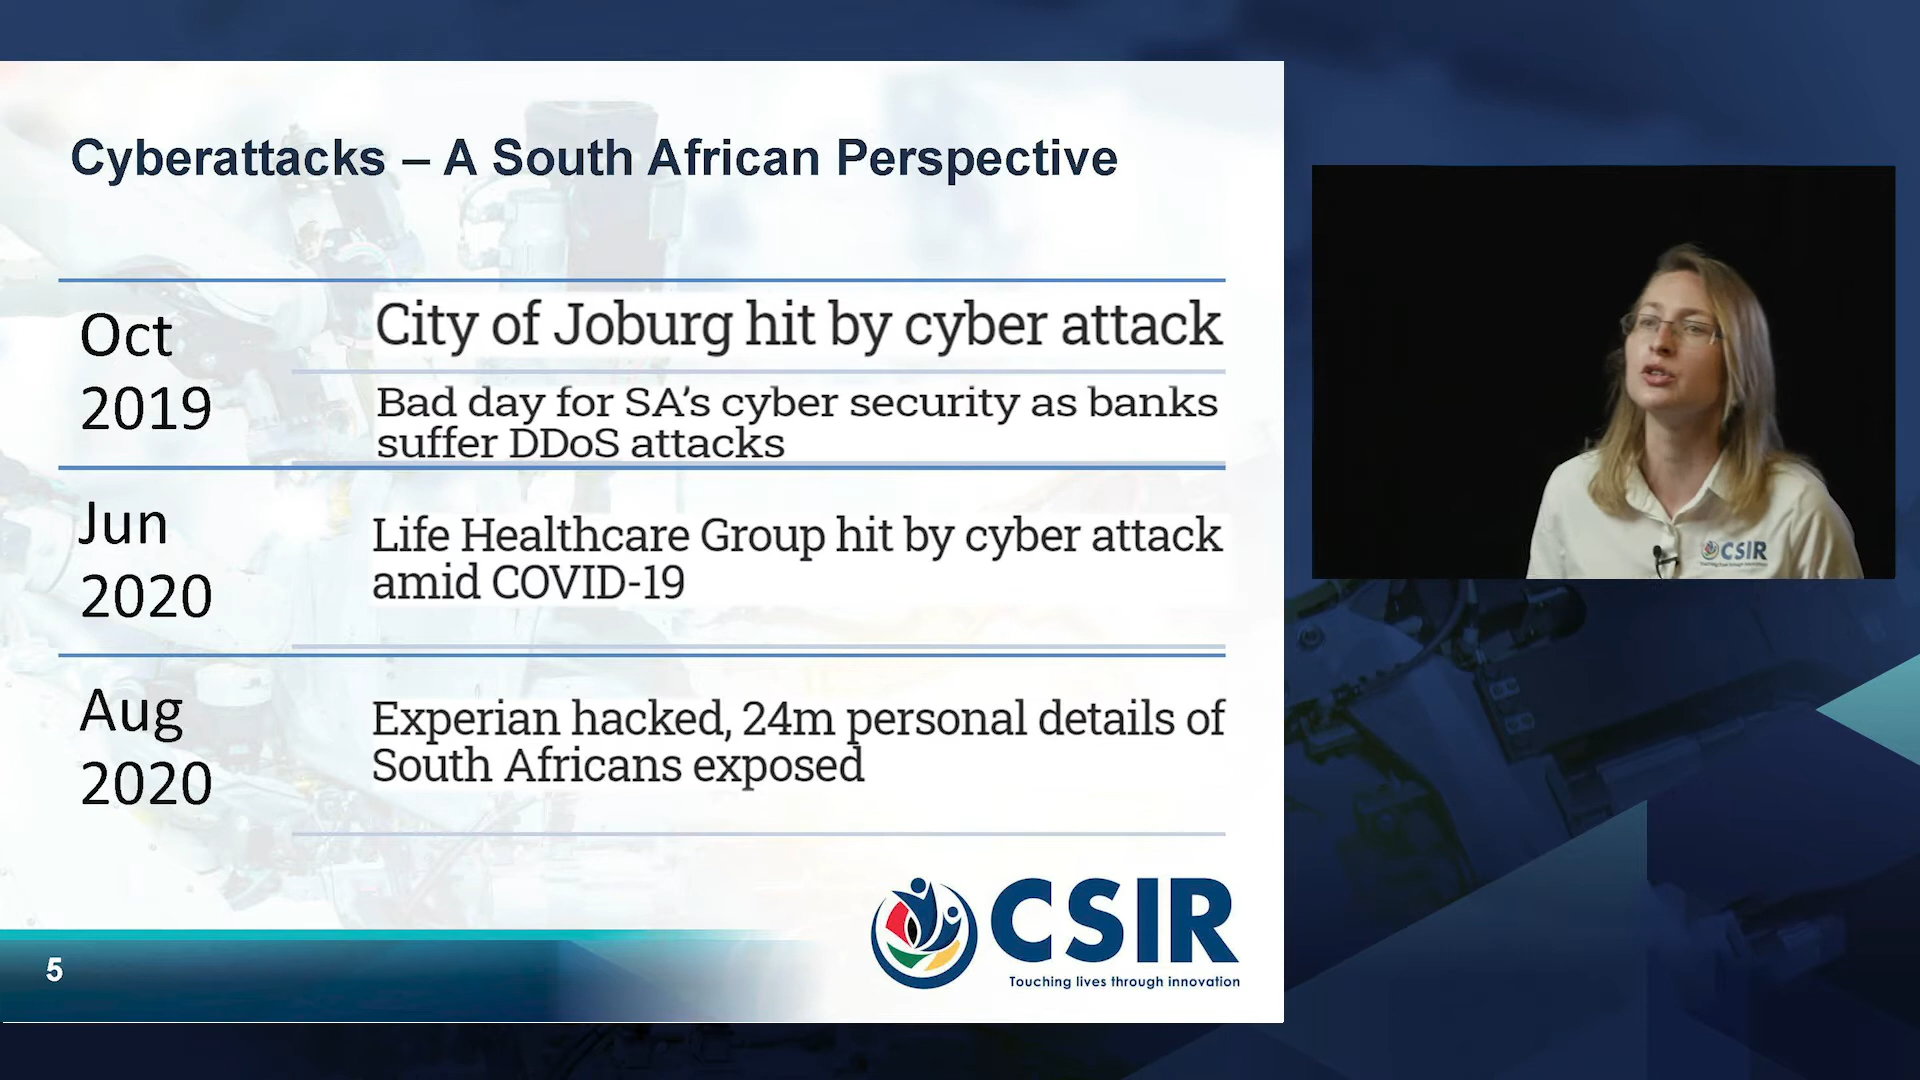 Cyberattacks – A South African Perspective
Oct
2019
City of Joburg hit by cyber attack
Bad day for SA's cyber security as banks
suffer DDoS attacks
Jun
2020
Life Healthcare Group hit by cyber attack
amid COVID-19
Aug
2020
Experian hacked, 24m personal details of
South Africans exposed
5
CSIR
Touching lives through innovation
CSIR